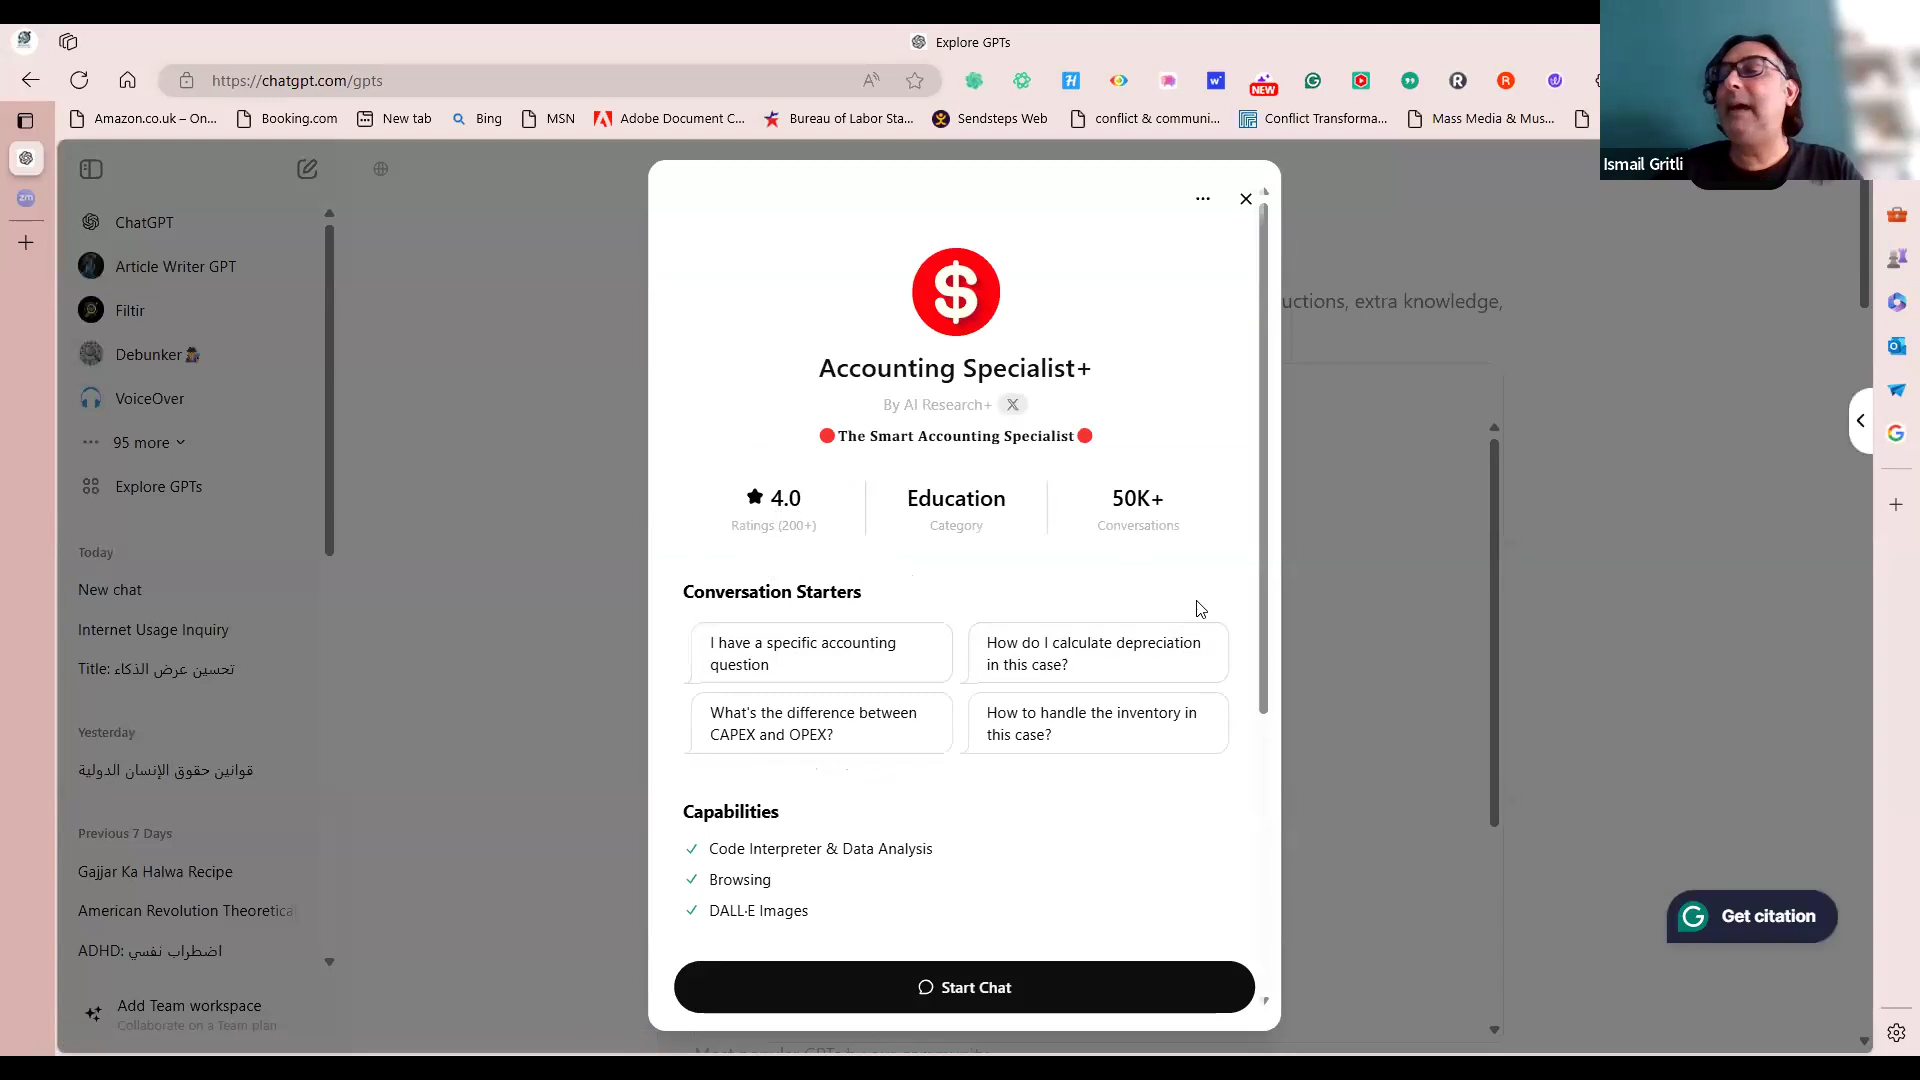 Explore GPTs
https://chatgpt.com/gpts
NEW
Amazon.co.uk – On...
Booking.com
New tab
Bing
MSN
Adobe Document C...
Bureau of Labor Sta...
Sendsteps Web
conflict & communi...
Conflict Transforma...
Mass Media & Mus...
Ismail Gritli
zm
ChatGPT
Article Writer GPT
Filtir
Debunker
VoiceOver
95 more
Explore GPTs
Today
New chat
Internet Usage Inquiry
Title: تحسين عرض الذكاء
Yesterday
قوانين حقوق الإنسان الدولية
Previous 7 Days
Gajjar Ka Halwa Recipe
American Revolution Theoretical
ADHD: اضطراب نفسي
Add Team workspace
Collaborate on a Team plan
uctions, extra knowledge,
Accounting Specialist+
By AI Research+
The Smart Accounting Specialist
4.0
Ratings (200+)
Education
Category
50K+
Conversations
Conversation Starters
I have a specific accounting
question
How do I calculate depreciation
in this case?
What's the difference between
CAPEX and OPEX?
How to handle the inventory in
this case?
Capabilities
Code Interpreter & Data Analysis
Browsing
DALL·E Images
Start Chat
Get citation